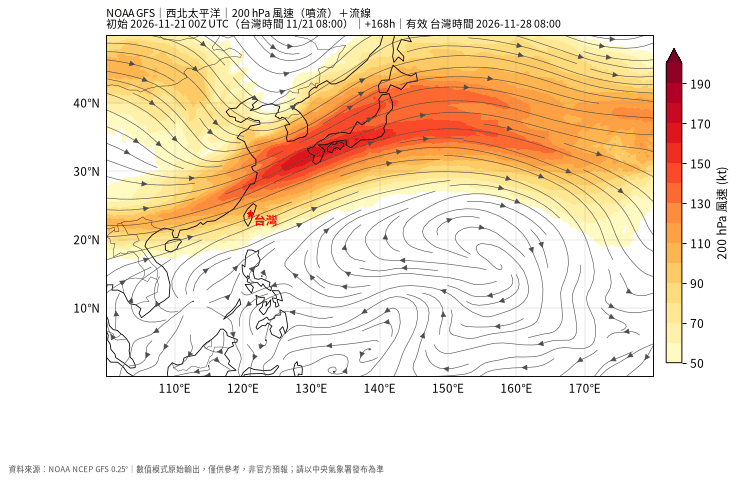 NOAA GFS｜西北太平洋｜200 hPa 風速（噴流）＋流線
初始 2026-11-21 00Z UTC（台灣時間 11/21 08:00）｜+168h｜有效 台灣時間 2026-11-28 08:00
40°N
30°N
20°N
10°N
110°E
120°E
130°E
140°E
150°E
160°E
170°E
台灣
190
170
150
130
110
90
70
50
200 hPa 風速 (kt)
資料來源：NOAA NCEP GFS 0.25°｜數值模式原始輸出，僅供參考，非官方預報；請以中央氣象署發布為準